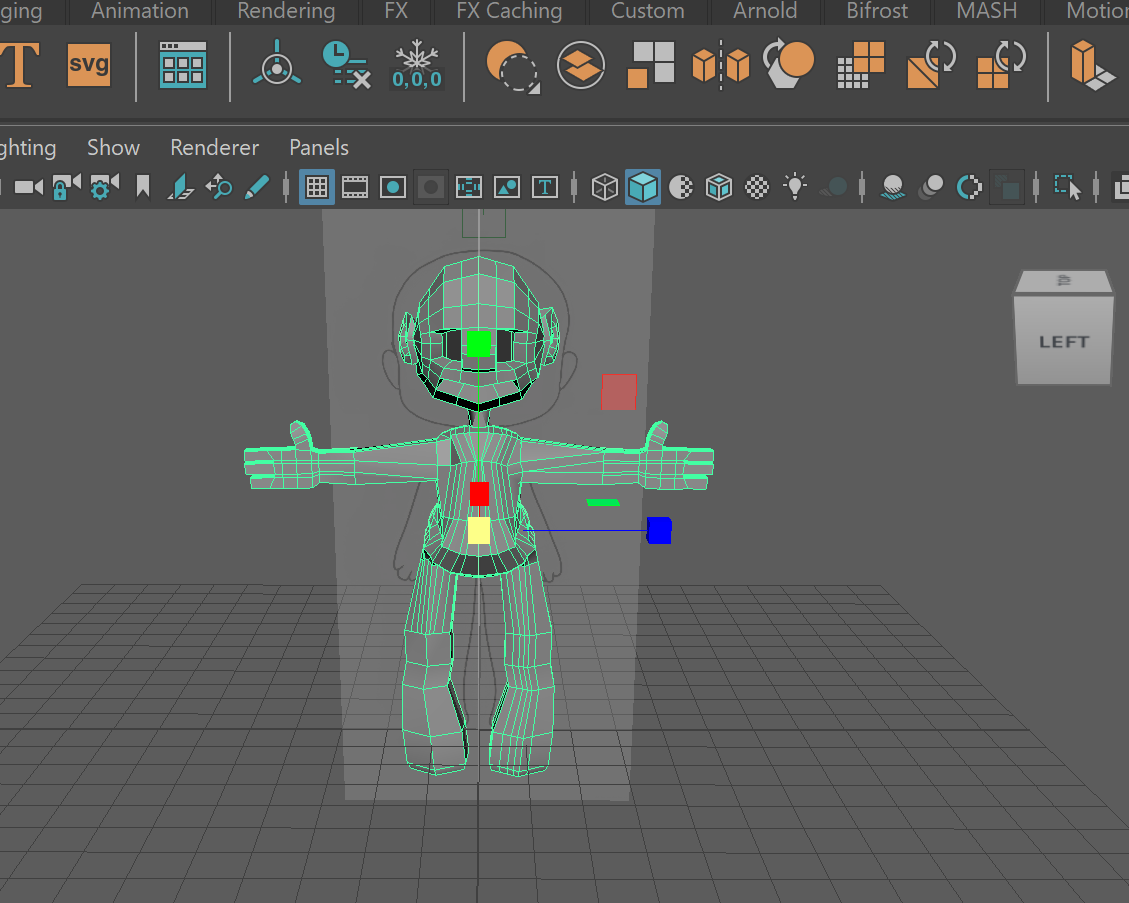 ging Animation Rendering FX FX Caching Custom Arnold Bifrost MASH Motion
T svg 0,0,0
ghting Show Renderer Panels
T
LEFT